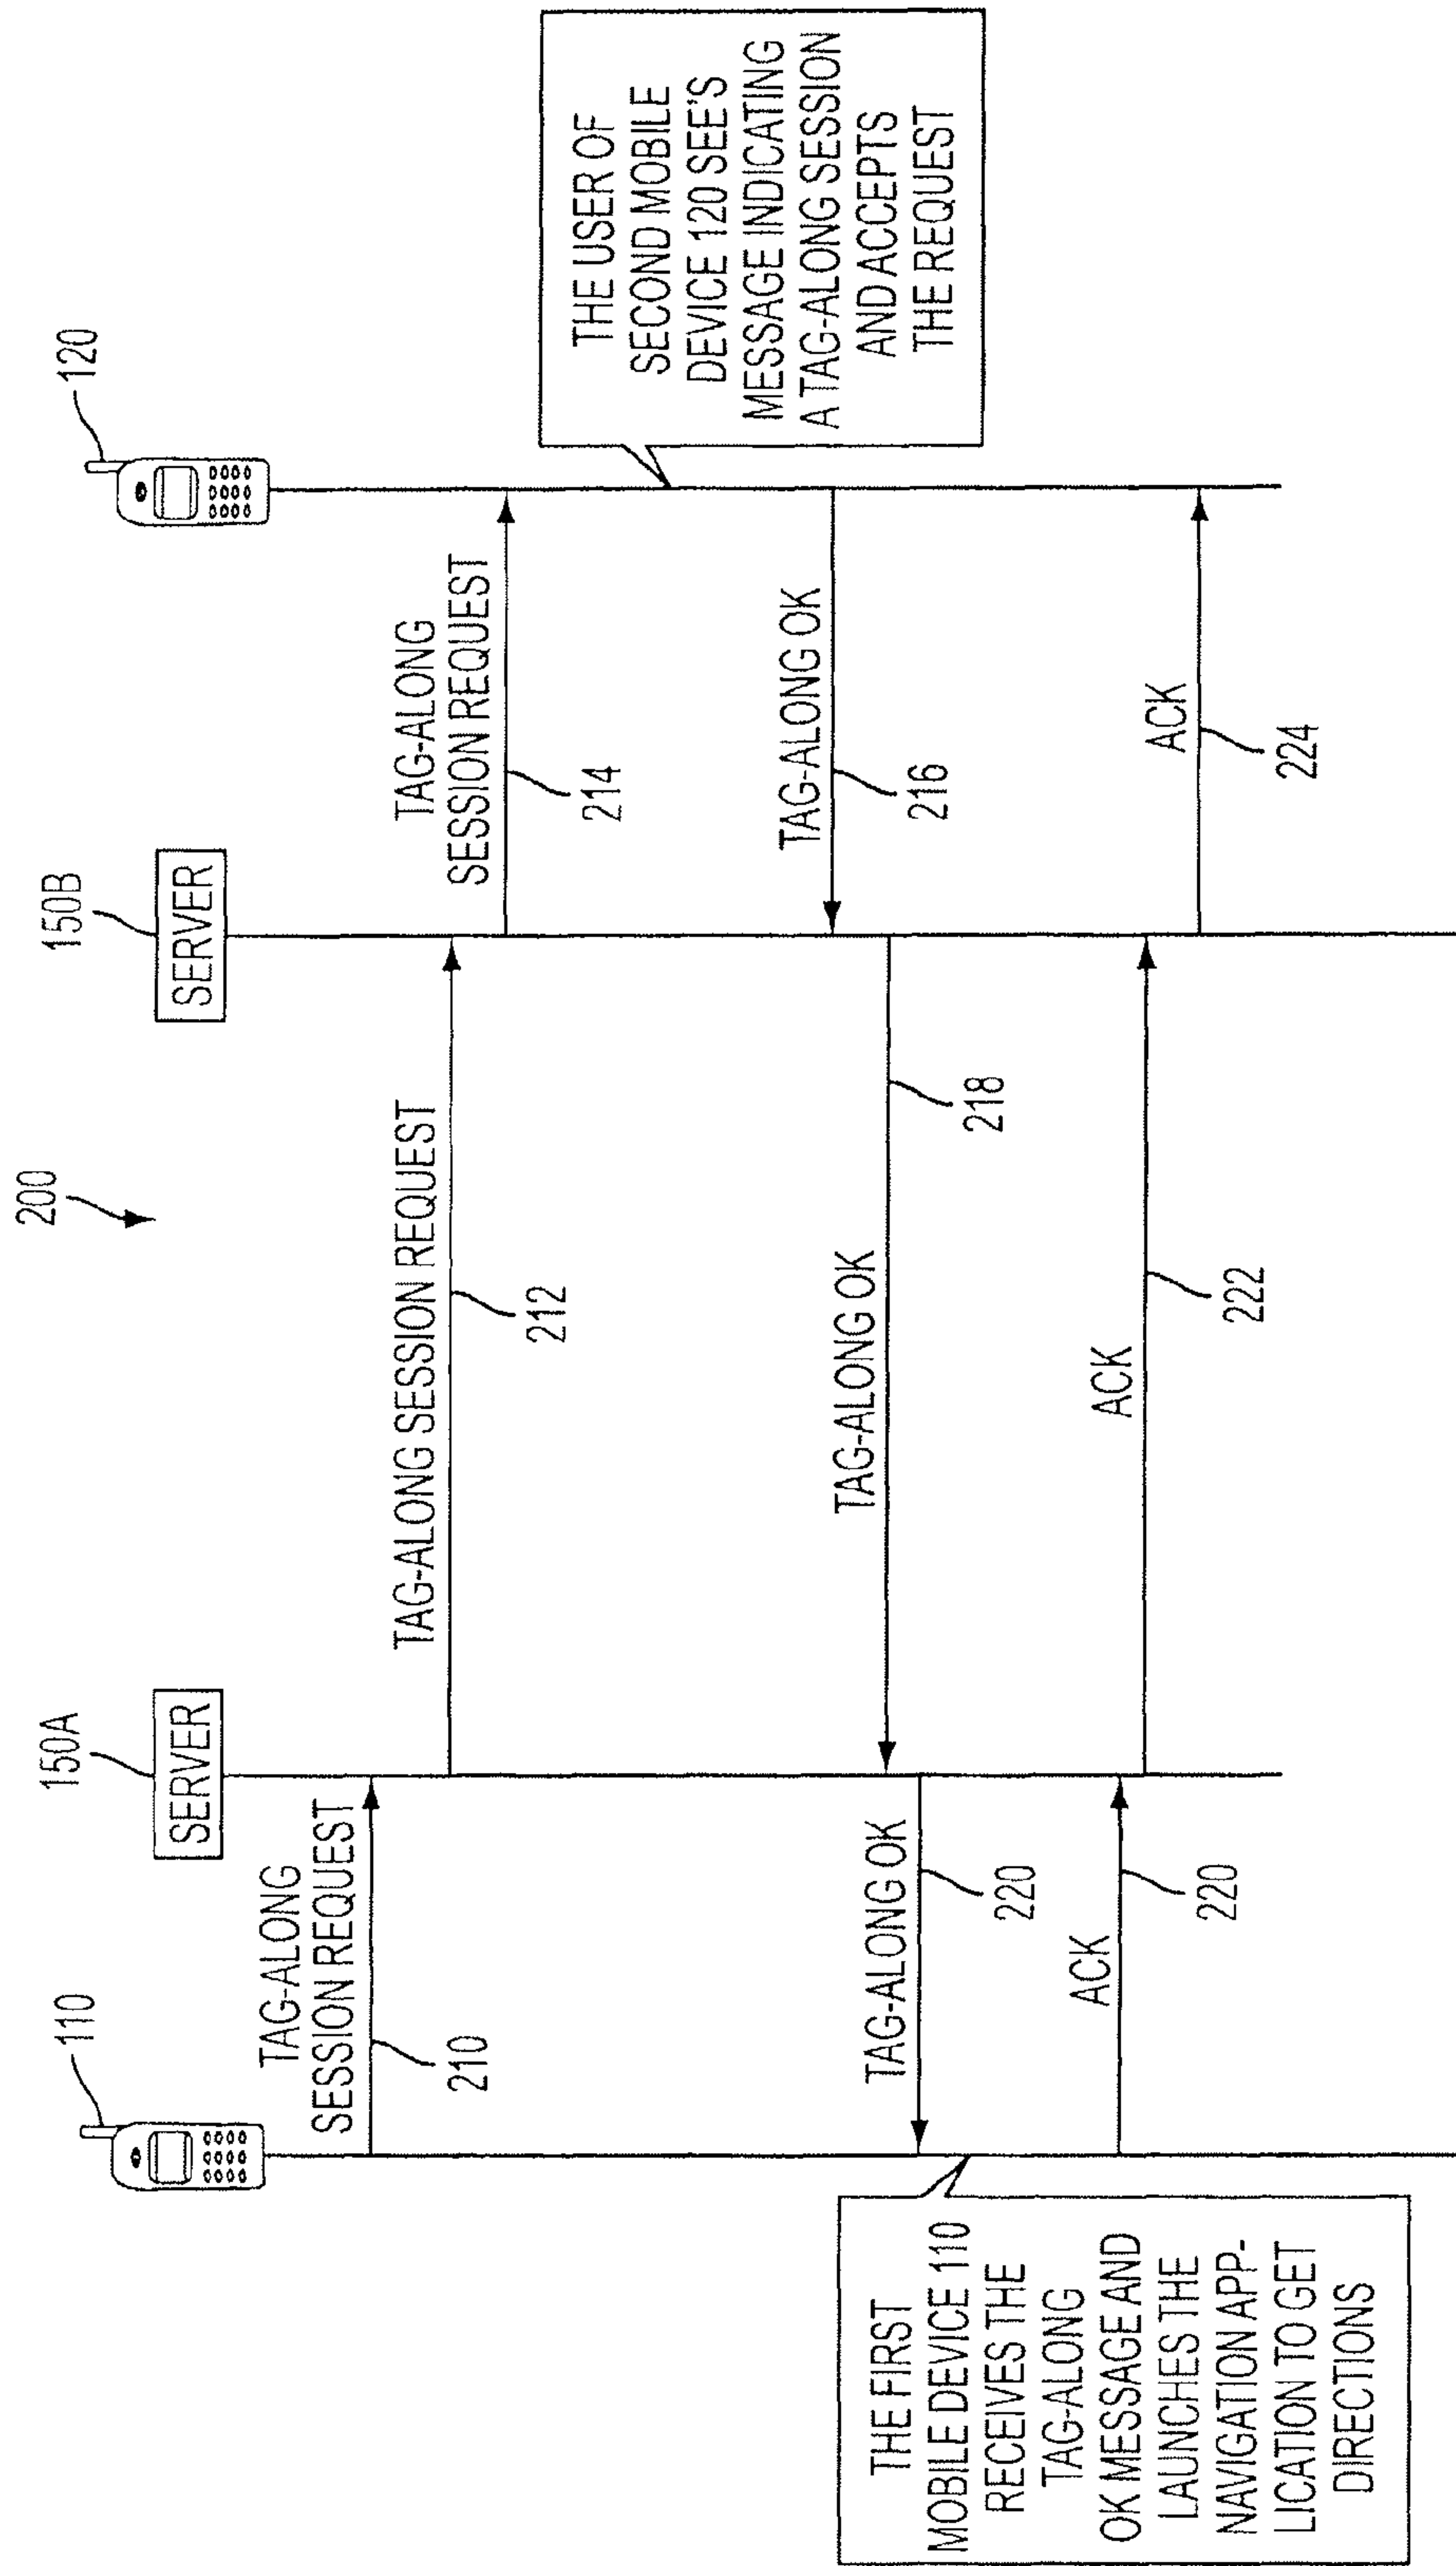 200
110
150A
150B
120
SERVER
SERVER
TAG-ALONG
SESSION REQUEST
210
TAG-ALONG SESSION REQUEST
212
TAG-ALONG
SESSION REQUEST
214
THE USER OF
SECOND MOBILE
DEVICE 120 SEE'S
MESSAGE INDICATING
A TAG-ALONG SESSION
AND ACCEPTS
THE REQUEST
TAG-ALONG OK
216
TAG-ALONG OK
218
TAG-ALONG OK
220
THE FIRST
MOBILE DEVICE 110
RECEIVES THE
TAG-ALONG
OK MESSAGE AND
LAUNCHES THE
NAVIGATION APP-
LICATION TO GET
DIRECTIONS
ACK
220
ACK
222
ACK
224